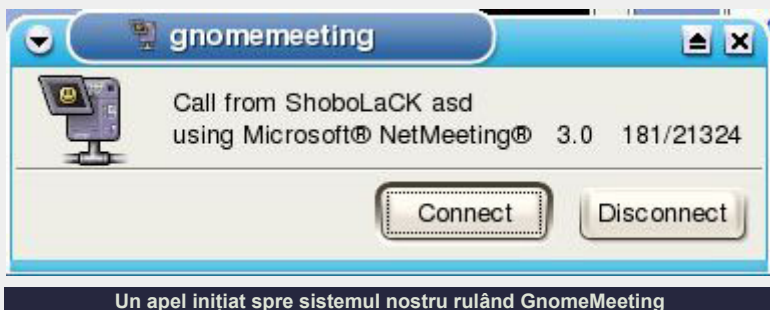 gnomemeeting
Call from ShoboLaCK asd
using Microsoft® NetMeeting® 3.0 181/21324
Connect Disconnect
Un apel inițiat spre sistemul nostru rulând GnomeMeeting